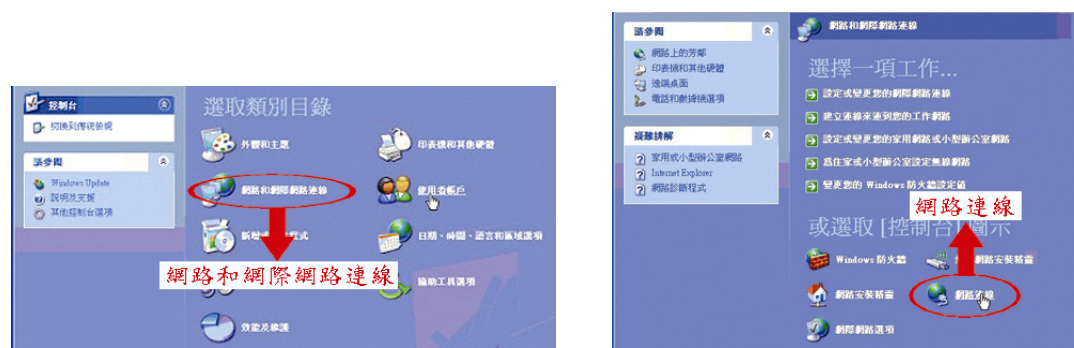 控制台
切換到傳統檢視
請參閱
Windows Update
說明及支援
其他控制台選項
選取類別目錄
外觀和主題
印表機和其他硬體
網路和網際網路連線
使用者帳戶
日期、時間、語言和區域選項
網路和網際網路連線
協助工具選項
效能及維護
請參閱
網路上的芳鄰
印表機和其他硬體
遠端桌面
電話和數據機選項
疑難排解
家用或小型辦公室網路
Internet Explorer
網路診斷程式
網路和網際網路連線
選擇一項工作...
設定或變更您的網際網路連線
建立連線來連到您的工作網路
設定或變更您的家用網路或小型辦公室網路
爲住家或小型辦公室設定無線網路
變更您的 Windows 防火牆設定值
網路連線
或選取 [控制台] 圖示
Windows 防火牆
網路安裝精靈
網路安裝精靈
網路連線
網際網路選項